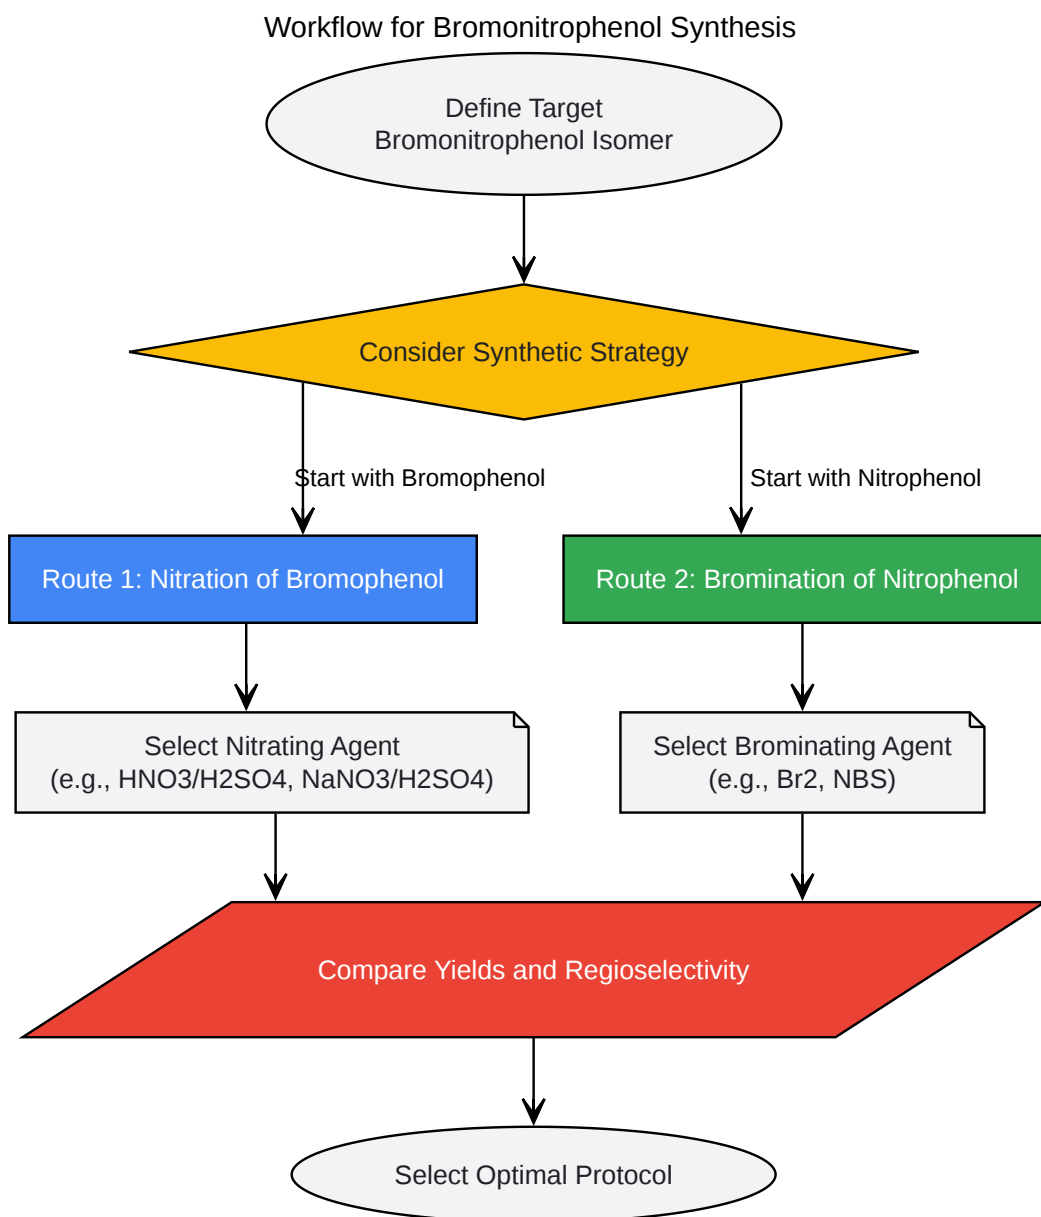 Workflow for Bromonitrophenol Synthesis
Define Target
Bromonitrophenol Isomer
Consider Synthetic Strategy
Start with Bromophenol
Start with Nitrophenol
Route 1: Nitration of Bromophenol
Route 2: Bromination of Nitrophenol
Select Nitrating Agent
(e.g., HNO3/H2SO4, NaNO3/H2SO4)
Select Brominating Agent
(e.g., Br2, NBS)
Compare Yields and Regioselectivity
Select Optimal Protocol